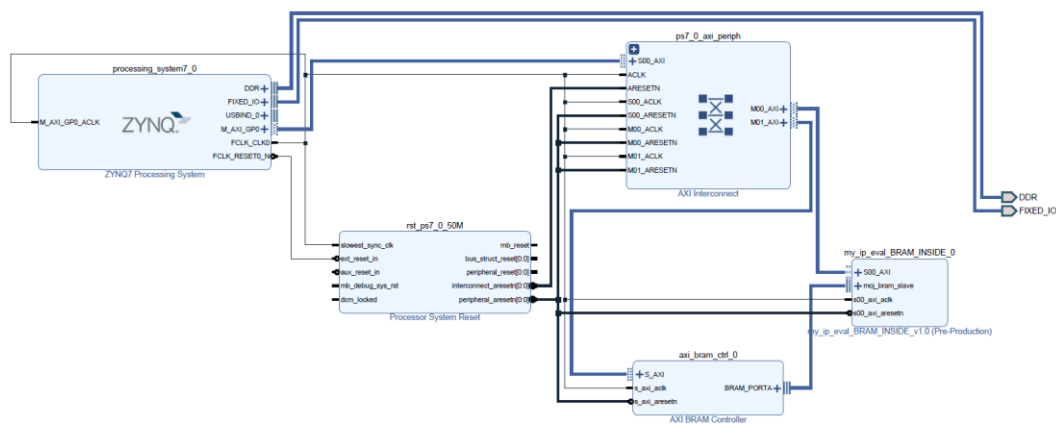 processing_system7_0
M_AXI_GP0_ACLK
ZYNQ
DDR
FIXED_IO
USBIND_0
M_AXI_GP0
FCLK_CLK0
FCLK_RESET0_N
ZYNQ7 Processing System
ps7_0_axi_periph
S00_AXI
ACLK
ARESETN
S00_ACLK
S00_ARESETN
M00_ACLK
M00_ARESETN
M01_ACLK
M01_ARESETN
M00_AXI
M01_AXI
AXI Interconnect
DDR
FIXED_IO
rst_ps7_0_50M
slowest_sync_clk
ext_reset_in
aux_reset_in
mb_debug_sys_rst
dcm_locked
mb_reset
bus_struct_reset[0:0]
peripheral_reset[0:0]
interconnect_aresetn[0:0]
peripheral_aresetn[0:0]
Processor System Reset
my_ip_eval_BRAM_INSIDE_0
S00_AXI
moj_bram_slave
s00_axi_aclk
s00_axi_aresetn
my_ip_eval_BRAM_INSIDE_v1.0 (Pre-Production)
axi_bram_ctrl_0
S_AXI
s_axi_aclk
s_axi_aresetn
BRAM_PORTA
AXI BRAM Controller